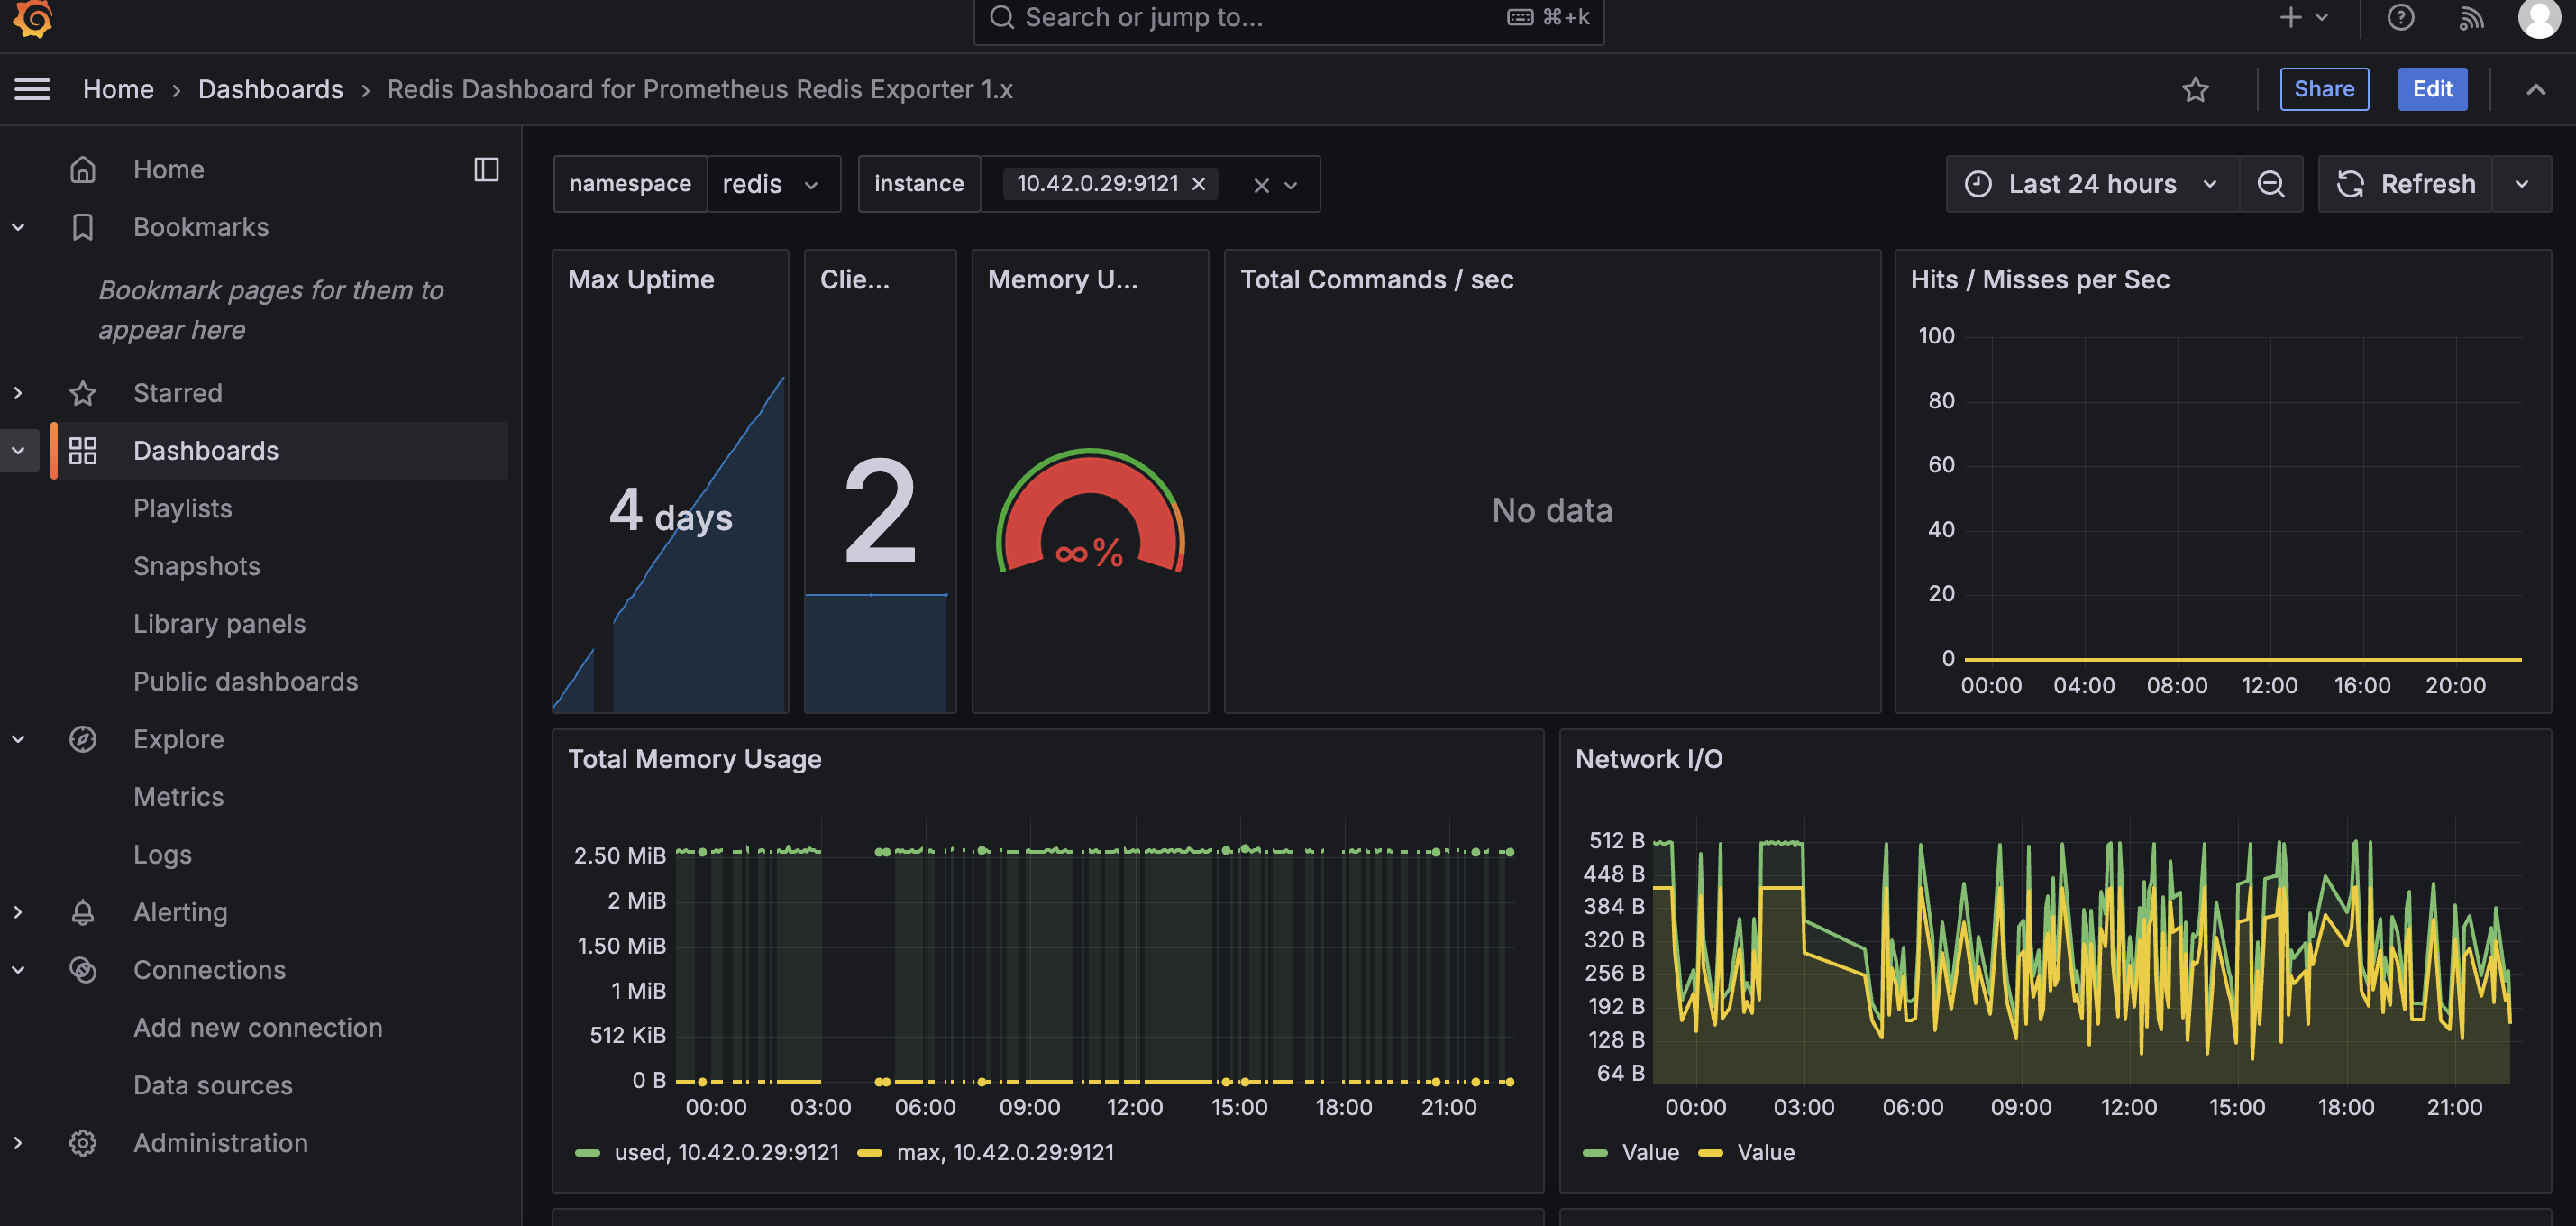 Search or jump to... ⌘+k
Home › Dashboards › Redis Dashboard for Prometheus Redis Exporter 1.x
Share Edit
Home
Bookmarks
Bookmark pages for them to
appear here
Starred
Dashboards
Playlists
Snapshots
Library panels
Public dashboards
Explore
Metrics
Logs
Alerting
Connections
Add new connection
Data sources
Administration
namespace redis instance 10.42.0.29:9121
Last 24 hours Refresh
Max Uptime
4 days
Clie...
2
Memory U...
∞%
Total Commands / sec
No data
Hits / Misses per Sec
100
80
60
40
20
0
00:00 04:00 08:00 12:00 16:00 20:00
Total Memory Usage
2.50 MiB
2 MiB
1.50 MiB
1 MiB
512 KiB
0 B
00:00 03:00 06:00 09:00 12:00 15:00 18:00 21:00
used, 10.42.0.29:9121 max, 10.42.0.29:9121
Network I/O
512 B
448 B
384 B
320 B
256 B
192 B
128 B
64 B
00:00 03:00 06:00 09:00 12:00 15:00 18:00 21:00
Value Value